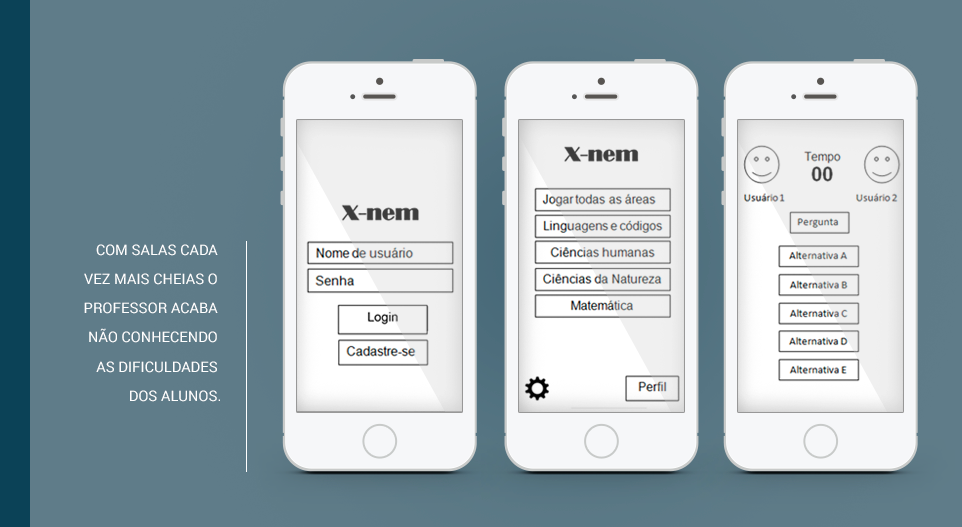 COM SALAS CADA
VEZ MAIS CHEIAS O
PROFESSOR ACABA
NÃO CONHECENDO
AS DIFICULDADES
DOS ALUNOS.
X-nem
Nome de usuário
Senha
Login
Cadastre-se
X-nem
Jogar todas as áreas
Linguagens e códigos
Ciências humanas
Ciências da Natureza
Matemática
Perfil
Tempo
00
Usuário 1
Usuário 2
Pergunta
Alternativa A
Alternativa B
Alternativa C
Alternativa D
Alternativa E